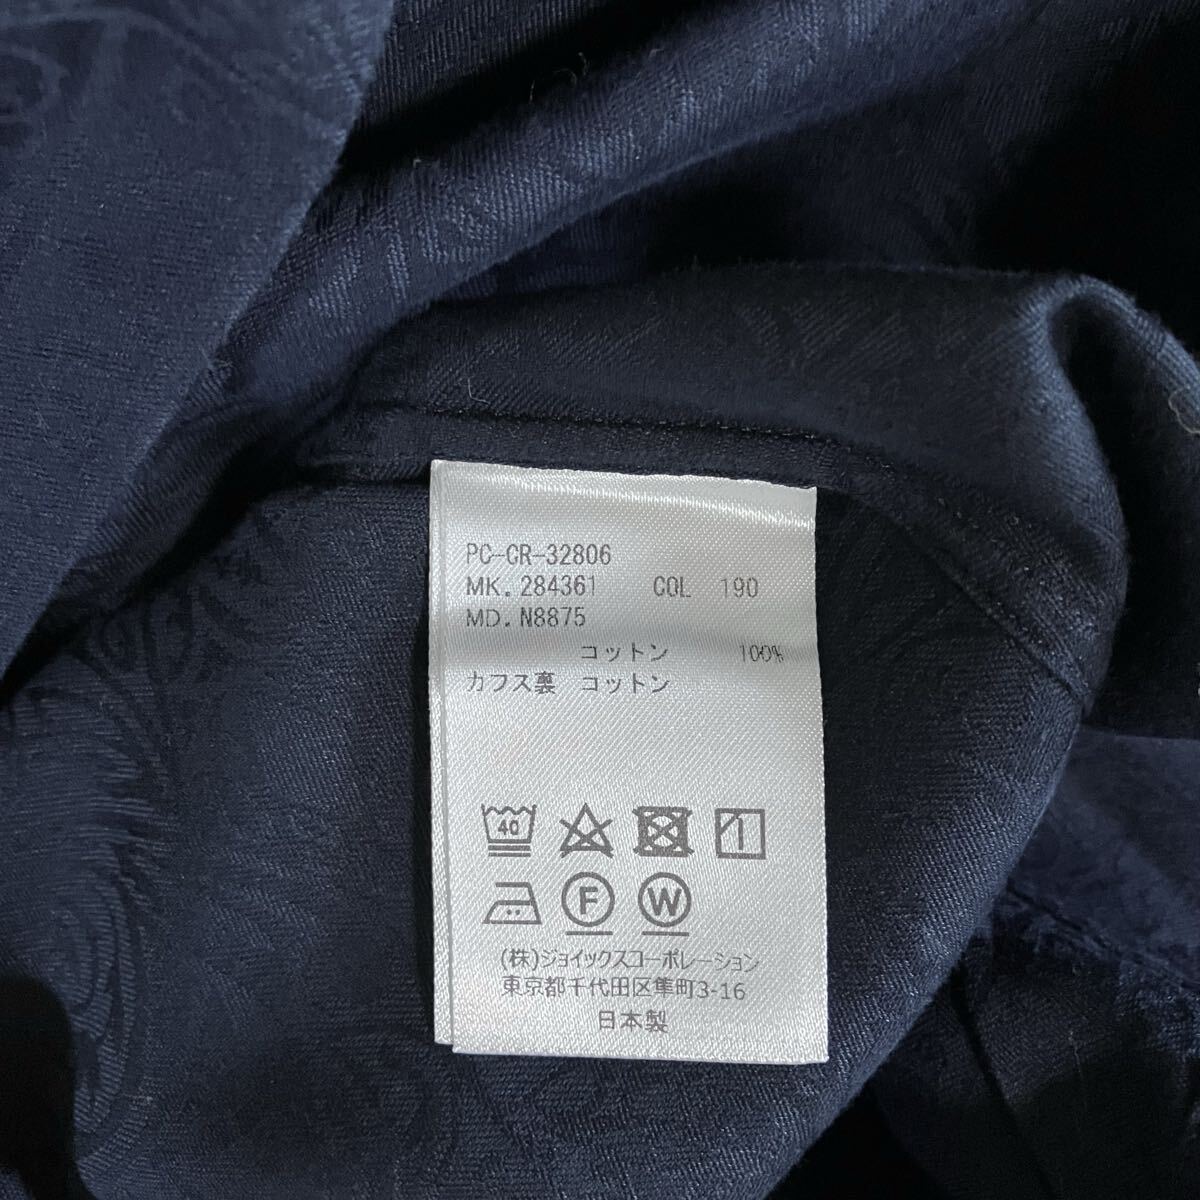 PC-CR-32806
MK.284361 COL 190
MD.N8875
コットン 100%
カフス裏 コットン
40
F W
(株)ジョイックスコーポレーション
東京都千代田区隼町3-16
日本製